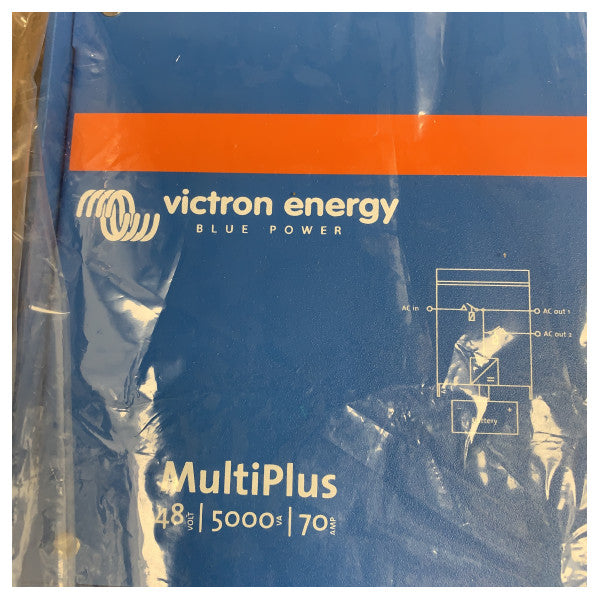 victron energy
BLUE POWER
AC in
AC out 1
AC out 2
+
Battery
MultiPlus
48 VOLT | 5000 VA | 70 AMP